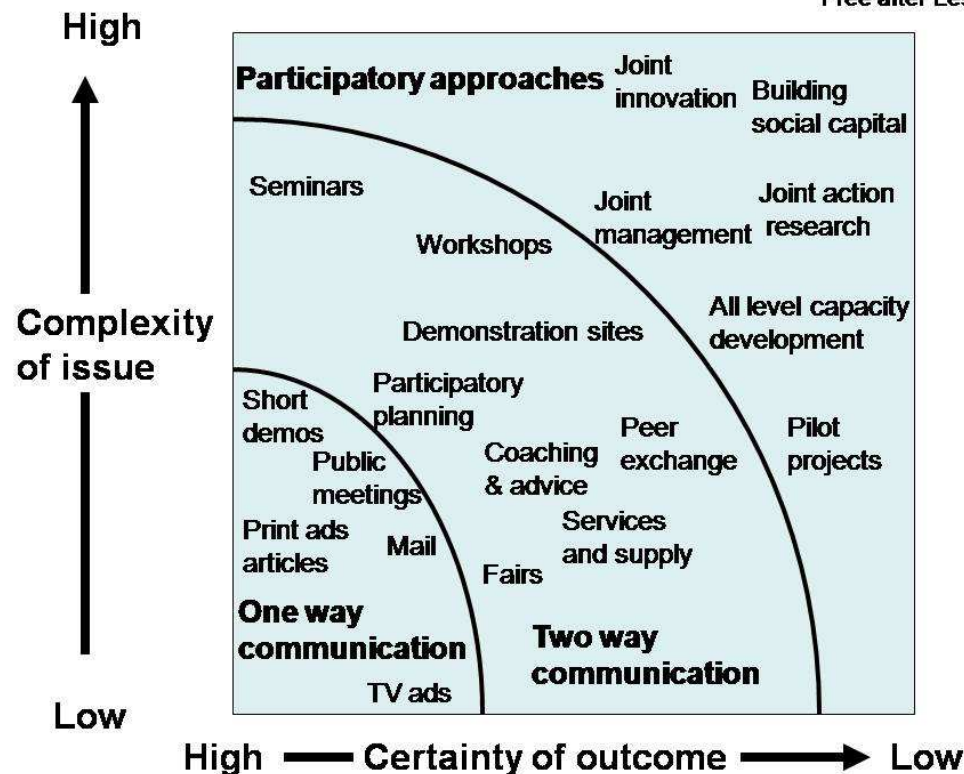 Free after
High
Participatory approaches
Joint
innovation
Building
social capital
Seminars
Joint
management
Joint action
research
Workshops
Complexity
of issue
Demonstration sites
All level capacity
development
Participatory
planning
Short
demos
Public
meetings
Coaching
& advice
Peer
exchange
Pilot
projects
Print ads
articles
Mail
Services
and supply
Fairs
One way
communication
Two way
communication
TV ads
Low
High Certainty of outcome Low